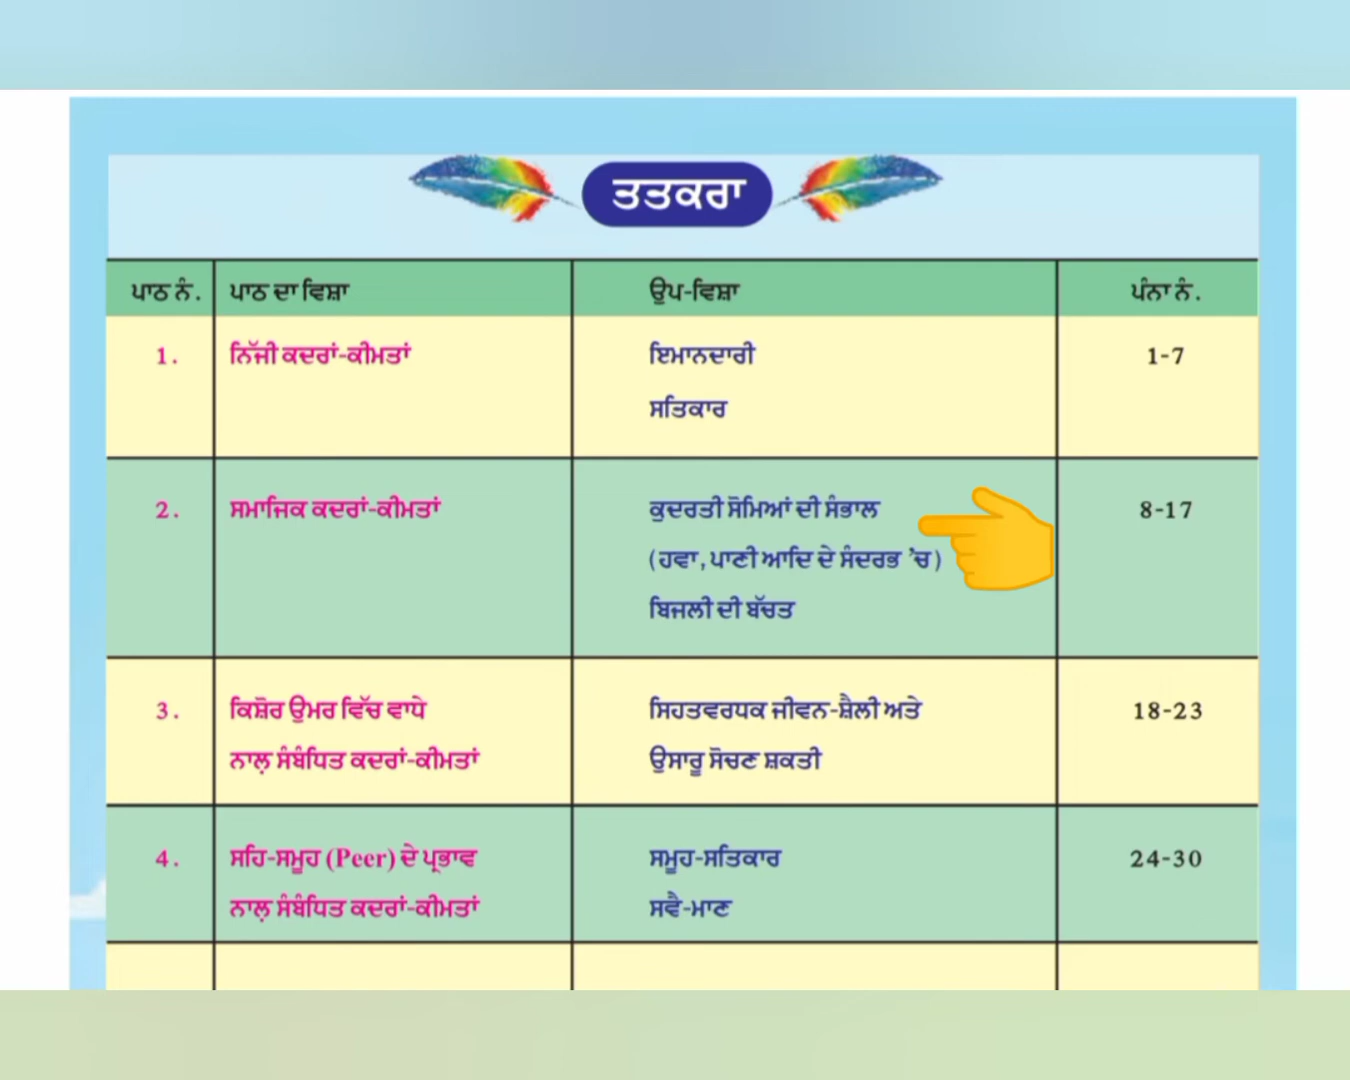 ਤਤਕਰਾ
ਪਾਠ ਨੰ. ਪਾਠ ਦਾ ਵਿਸ਼ਾ ਉਪ-ਵਿਸ਼ਾ ਪੰਨਾ ਨੰ.
1. ਨਿੱਜੀ ਕਦਰਾਂ-ਕੀਮਤਾਂ ਇਮਾਨਦਾਰੀ 1-7
ਸਤਿਕਾਰ
2. ਸਮਾਜਿਕ ਕਦਰਾਂ-ਕੀਮਤਾਂ ਕੁਦਰਤੀ ਸੋਮਿਆਂ ਦੀ ਸੰਭਾਲ 8-17
(ਹਵਾ, ਪਾਣੀ ਆਦਿ ਦੇ ਸੰਦਰਭ ’ਚ)
ਬਿਜਲੀ ਦੀ ਬੱਚਤ
3. ਕਿਸ਼ੋਰ ਉਮਰ ਵਿੱਚ ਵਾਧੇ ਸਿਹਤਵਰਧਕ ਜੀਵਨ-ਸ਼ੈਲੀ ਅਤੇ 18-23
ਨਾਲ਼ ਸੰਬੰਧਿਤ ਕਦਰਾਂ-ਕੀਮਤਾਂ ਉਸਾਰੂ ਸੋਚਣ ਸ਼ਕਤੀ
4. ਸਹਿ-ਸਮੂਹ (Peer) ਦੇ ਪ੍ਰਭਾਵ ਸਮੂਹ-ਸਤਿਕਾਰ 24-30
ਨਾਲ਼ ਸੰਬੰਧਿਤ ਕਦਰਾਂ-ਕੀਮਤਾਂ ਸਵੈ-ਮਾਣ